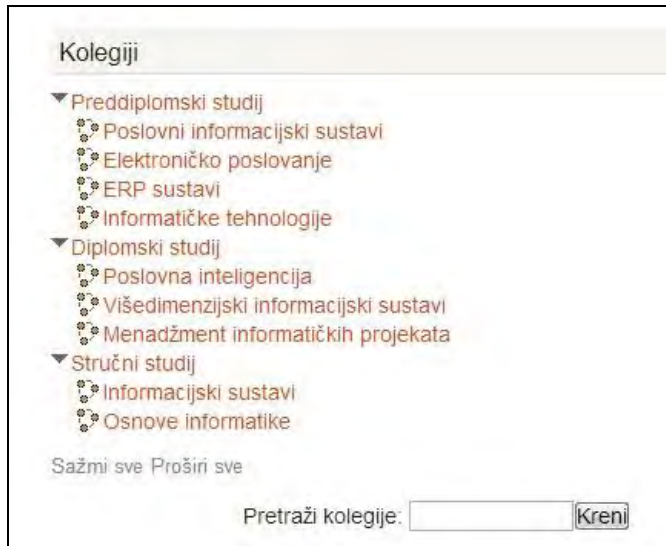 Kolegiji
Preddiplomski studij
Poslovni informacijski sustavi
Elektroničko poslovanje
ERP sustavi
Informatičke tehnologije
Diplomski studij
Poslovna inteligencija
Višedimenzijski informacijski sustavi
Menadžment informatičkih projekata
Stručni studij
Informacijski sustavi
Osnove informatike
Sažmi sve Proširi sve
Pretraži kolegije: Kreni